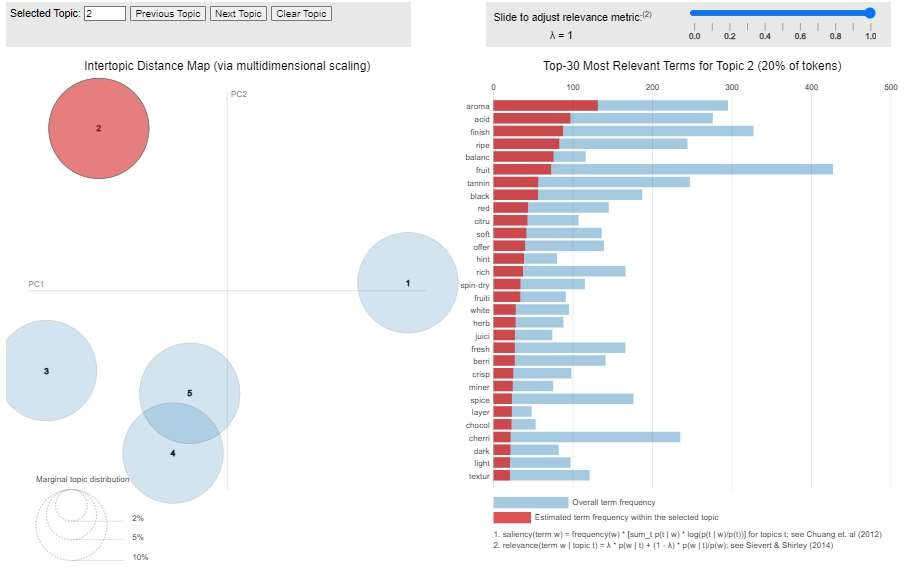 Selected Topic: 2 Previous Topic Next Topic Clear Topic
Slide to adjust relevance metric:(2)
λ = 1
0.0 0.2 0.4 0.6 0.8 1.0
Intertopic Distance Map (via multidimensional scaling)
PC2
PC1
2
1
3
5
4
Marginal topic distribution
2%
5%
10%
Top-30 Most Relevant Terms for Topic 2 (20% of tokens)
0 100 200 300 400 500
aroma
acid
finish
ripe
balanc
fruit
tannin
black
red
citru
soft
offer
hint
rich
spin-dry
fruiti
white
herb
juici
fresh
berri
crisp
miner
spice
layer
chocol
cherri
dark
light
textur
Overall term frequency
Estimated term frequency within the selected topic
1. saliency(term w) = frequency(w) * [sum_t p(t | w) * log(p(t | w)/p(t))] for topics t; see Chuang et. al (2012)
2. relevance(term w | topic t) = λ * p(w | t) + (1 - λ) * p(w | t)/p(w); see Sievert & Shirley (2014)